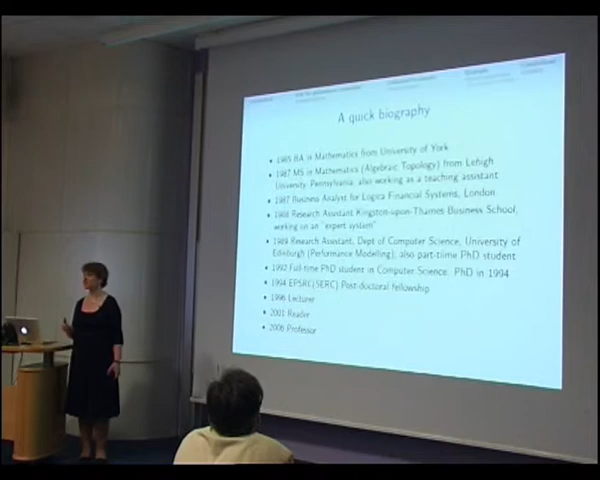 A quick biography
1985 BA in Mathematics from University of York
1987 MS in Mathematics (Algebraic Topology) from Lehigh
University, Pennsylvania; also working as a teaching assistant
1987 Business Analyst for Logica Financial Systems, London
1988 Research Assistant Kingston-upon-Thames Business School,
working on an "expert system"
1989 Research Assistant, Dept of Computer Science, University of
Edinburgh (Performance Modelling), also part-time PhD student
1992 Full-time PhD student in Computer Science. PhD in 1994
1994 EPSRC(SERC) Post-doctoral fellowship
1996 Lecturer
2001 Reader
2006 Professor